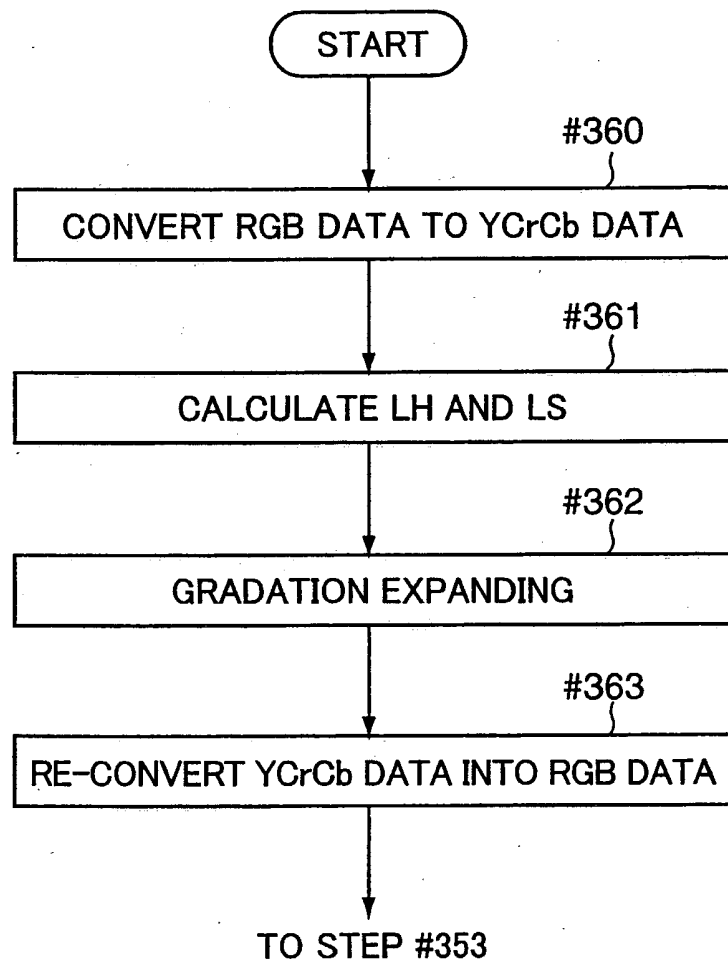 START
#360
CONVERT RGB DATA TO YCrCb DATA
#361
CALCULATE LH AND LS
#362
GRADATION EXPANDING
#363
RE-CONVERT YCrCb DATA INTO RGB DATA
TO STEP #353